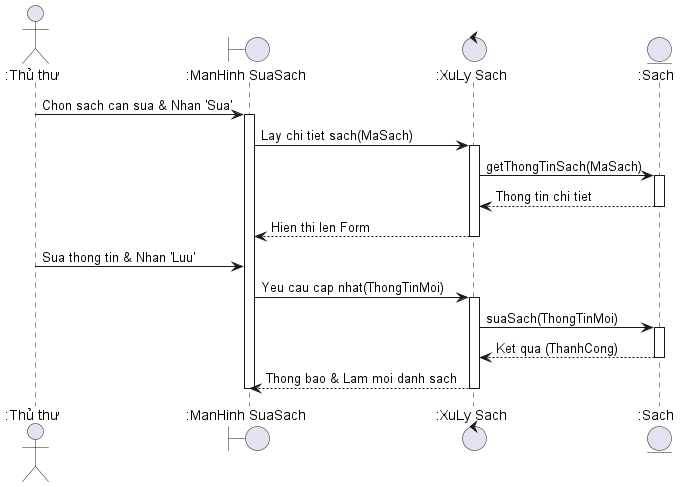 :Thủ thư :ManHinh SuaSach :XuLy Sach :Sach
Chon sach can sua & Nhan 'Sua'
Lay chi tiet sach(MaSach)
getThongTinSach(MaSach)
Thong tin chi tiet
Hien thi len Form
Sua thong tin & Nhan 'Luu'
Yeu cau cap nhat(ThongTinMoi)
suaSach(ThongTinMoi)
Ket qua (ThanhCong)
Thong bao & Lam moi danh sach
:Thủ thư :ManHinh SuaSach :XuLy Sach :Sach